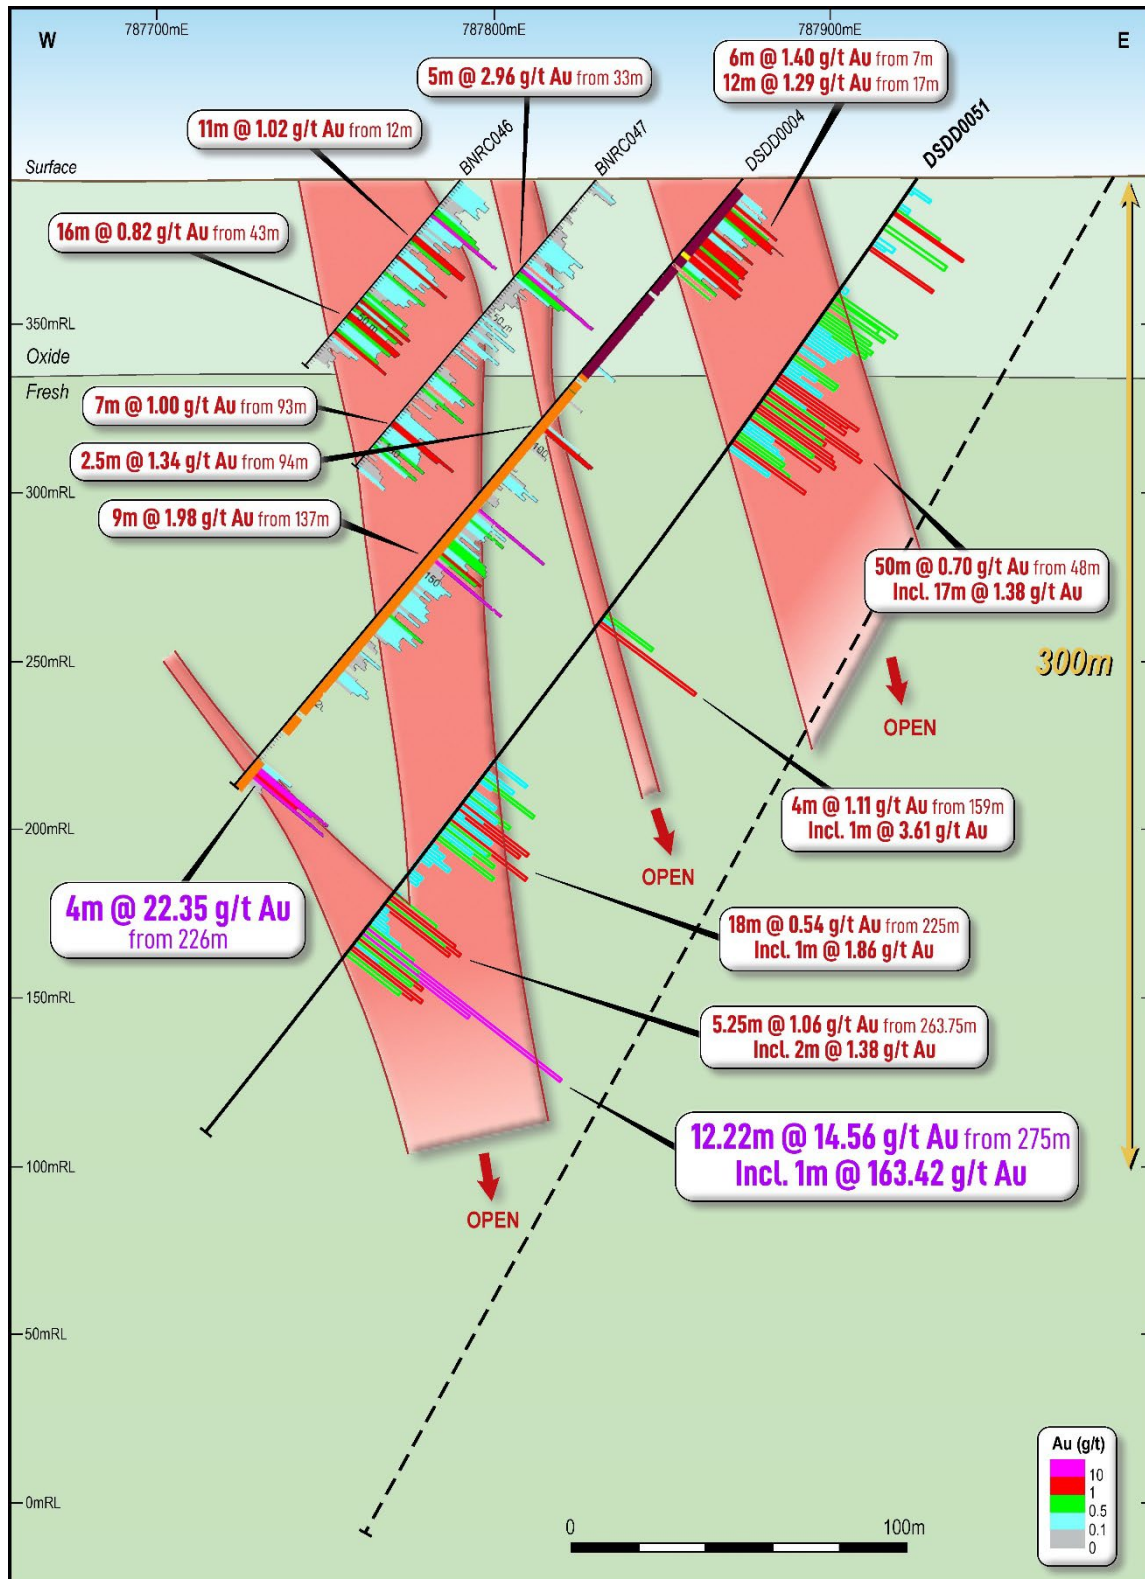 787700mE
787800mE
787900mE
W
E
6m @ 1.40 g/t Au from 7m
12m @ 1.29 g/t Au from 17m
5m @ 2.96 g/t Au from 33m
11m @ 1.02 g/t Au from 12m
BNRC046
BNRC047
DSDD0004
DSDD0051
Surface
16m @ 0.82 g/t Au from 43m
50 m
50 m
350mRL
Oxide
Fresh
7m @ 1.00 g/t Au from 93m
2.5m @ 1.34 g/t Au from 94m
100
300mRL
9m @ 1.98 g/t Au from 137m
150
50m @ 0.70 g/t Au from 48m
Incl. 17m @ 1.38 g/t Au
250mRL
300m
OPEN
4m @ 1.11 g/t Au from 159m
Incl. 1m @ 3.61 g/t Au
200mRL
OPEN
4m @ 22.35 g/t Au
from 226m
18m @ 0.54 g/t Au from 225m
Incl. 1m @ 1.86 g/t Au
150mRL
5.25m @ 1.06 g/t Au from 263.75m
Incl. 2m @ 1.38 g/t Au
12.22m @ 14.56 g/t Au from 275m
Incl. 1m @ 163.42 g/t Au
100mRL
OPEN
50mRL
0mRL
0
100m
Au (g/t)
10
1
0.5
0.1
0